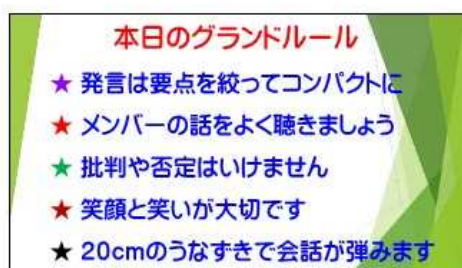 本日のグランドルール
★ 発言は要点を絞ってコンパクトに
★ メンバーの話をよく聴きましょう
★ 批判や否定はいけません
★ 笑顔と笑いが大切です
★ 20cmのうなずきで会話が弾みます